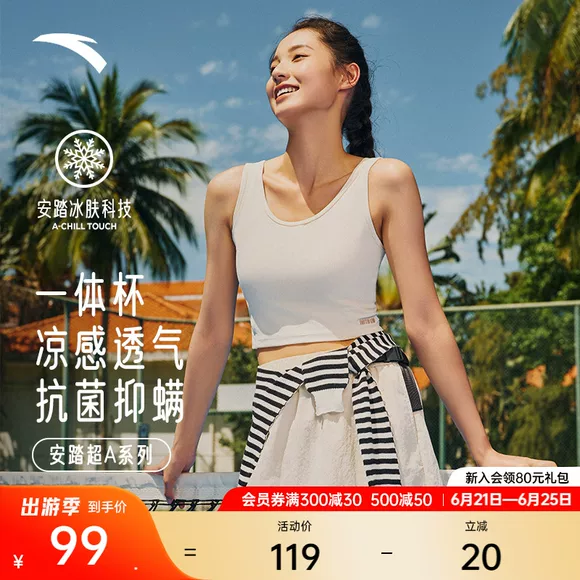 安踏冰肤科技
A-CHILL TOUCH
一体杯
凉感透气
抗菌抑螨
安踏超A系列
新入会领80元礼包
出游季 到手价
会员券满300减30 500减50 6月21日—6月25日
活动价 立减
¥ 99 = 119 - 20